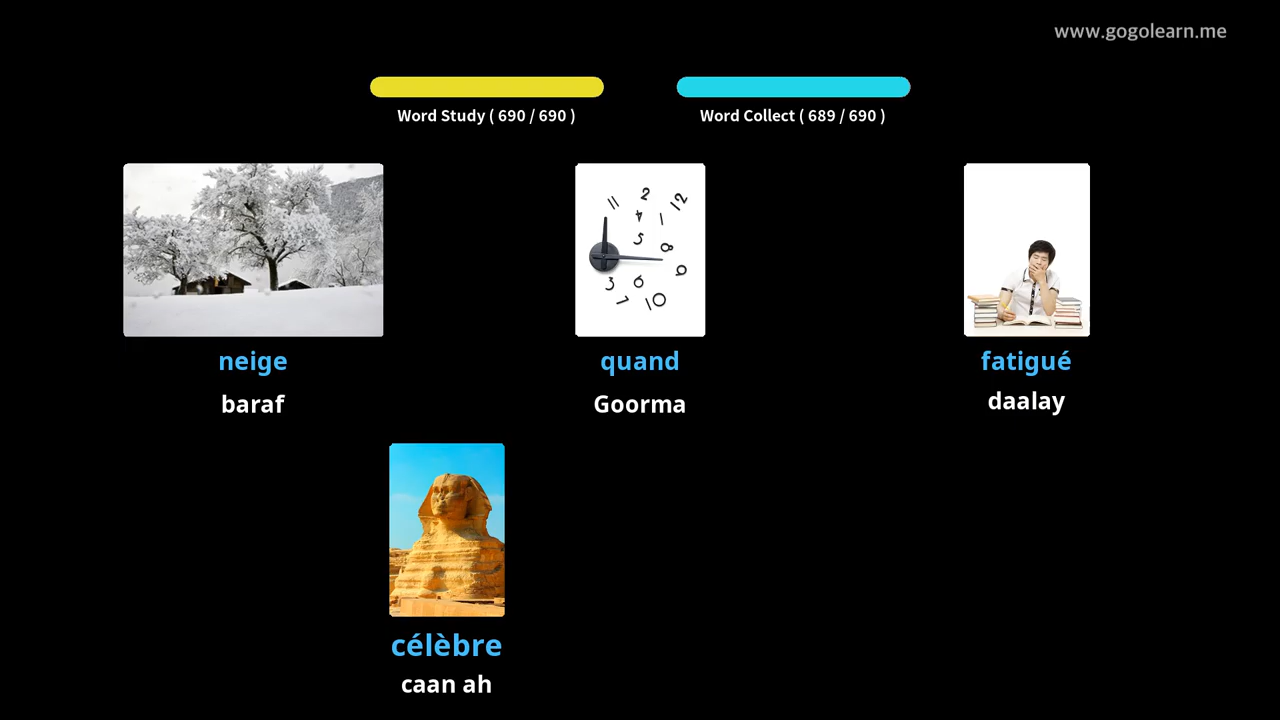 www.gogolearn.me
Word Study ( 690 / 690 )
Word Collect ( 689 / 690 )
neige
quand
fatigué
baraf
Goorma
daalay
célèbre
caan ah